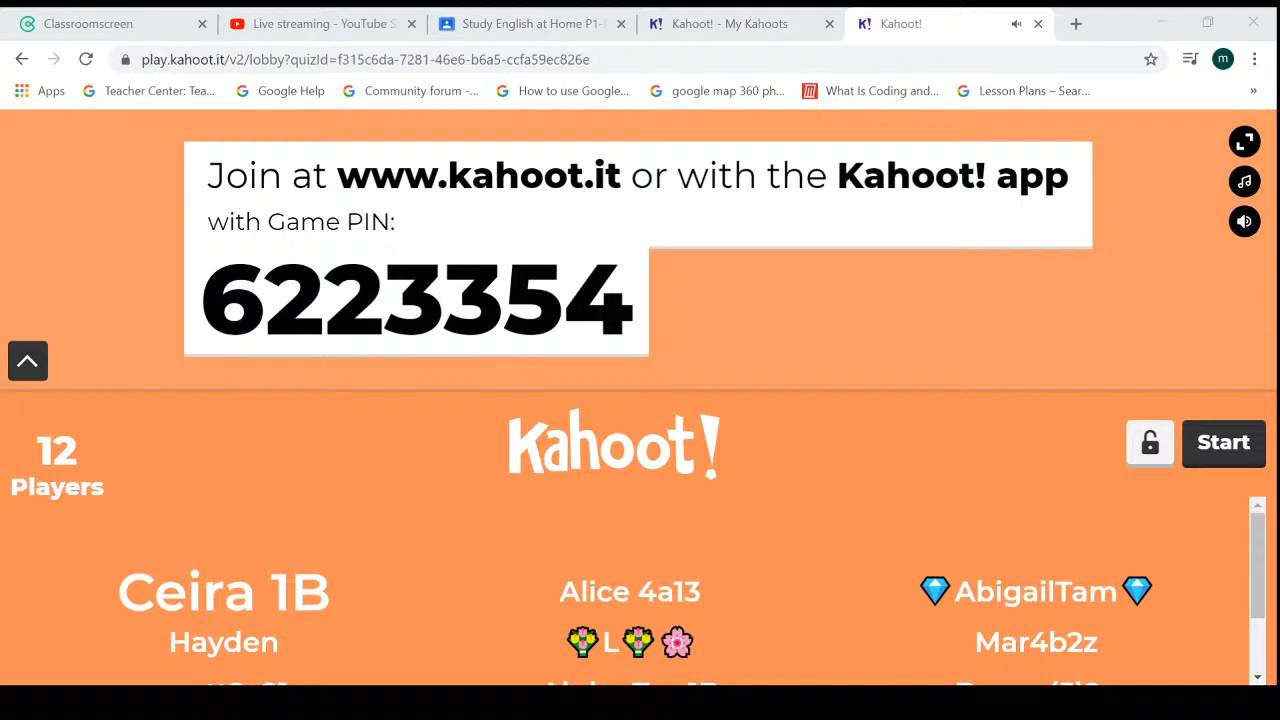 Classroomscreen
Live streaming - YouTube S
Study English at Home P1-
Kahoot! - My Kahoots
Kahoot!
play.kahoot.it/v2/lobby?quizId=f315c6da-7281-46e6-b6a5-ccfa59ec826e
m
Apps
Teacher Center: Tea...
Google Help
Community forum -...
How to use Google...
google map 360 ph...
What Is Coding and...
Lesson Plans – Sear...
Join at www.kahoot.it or with the Kahoot! app
with Game PIN:
6223354
12
Players
Kahoot!
Start
Ceira 1B
Alice 4a13
💎AbigailTam💎
Hayden
💐L💐🌸
Mar4b2z